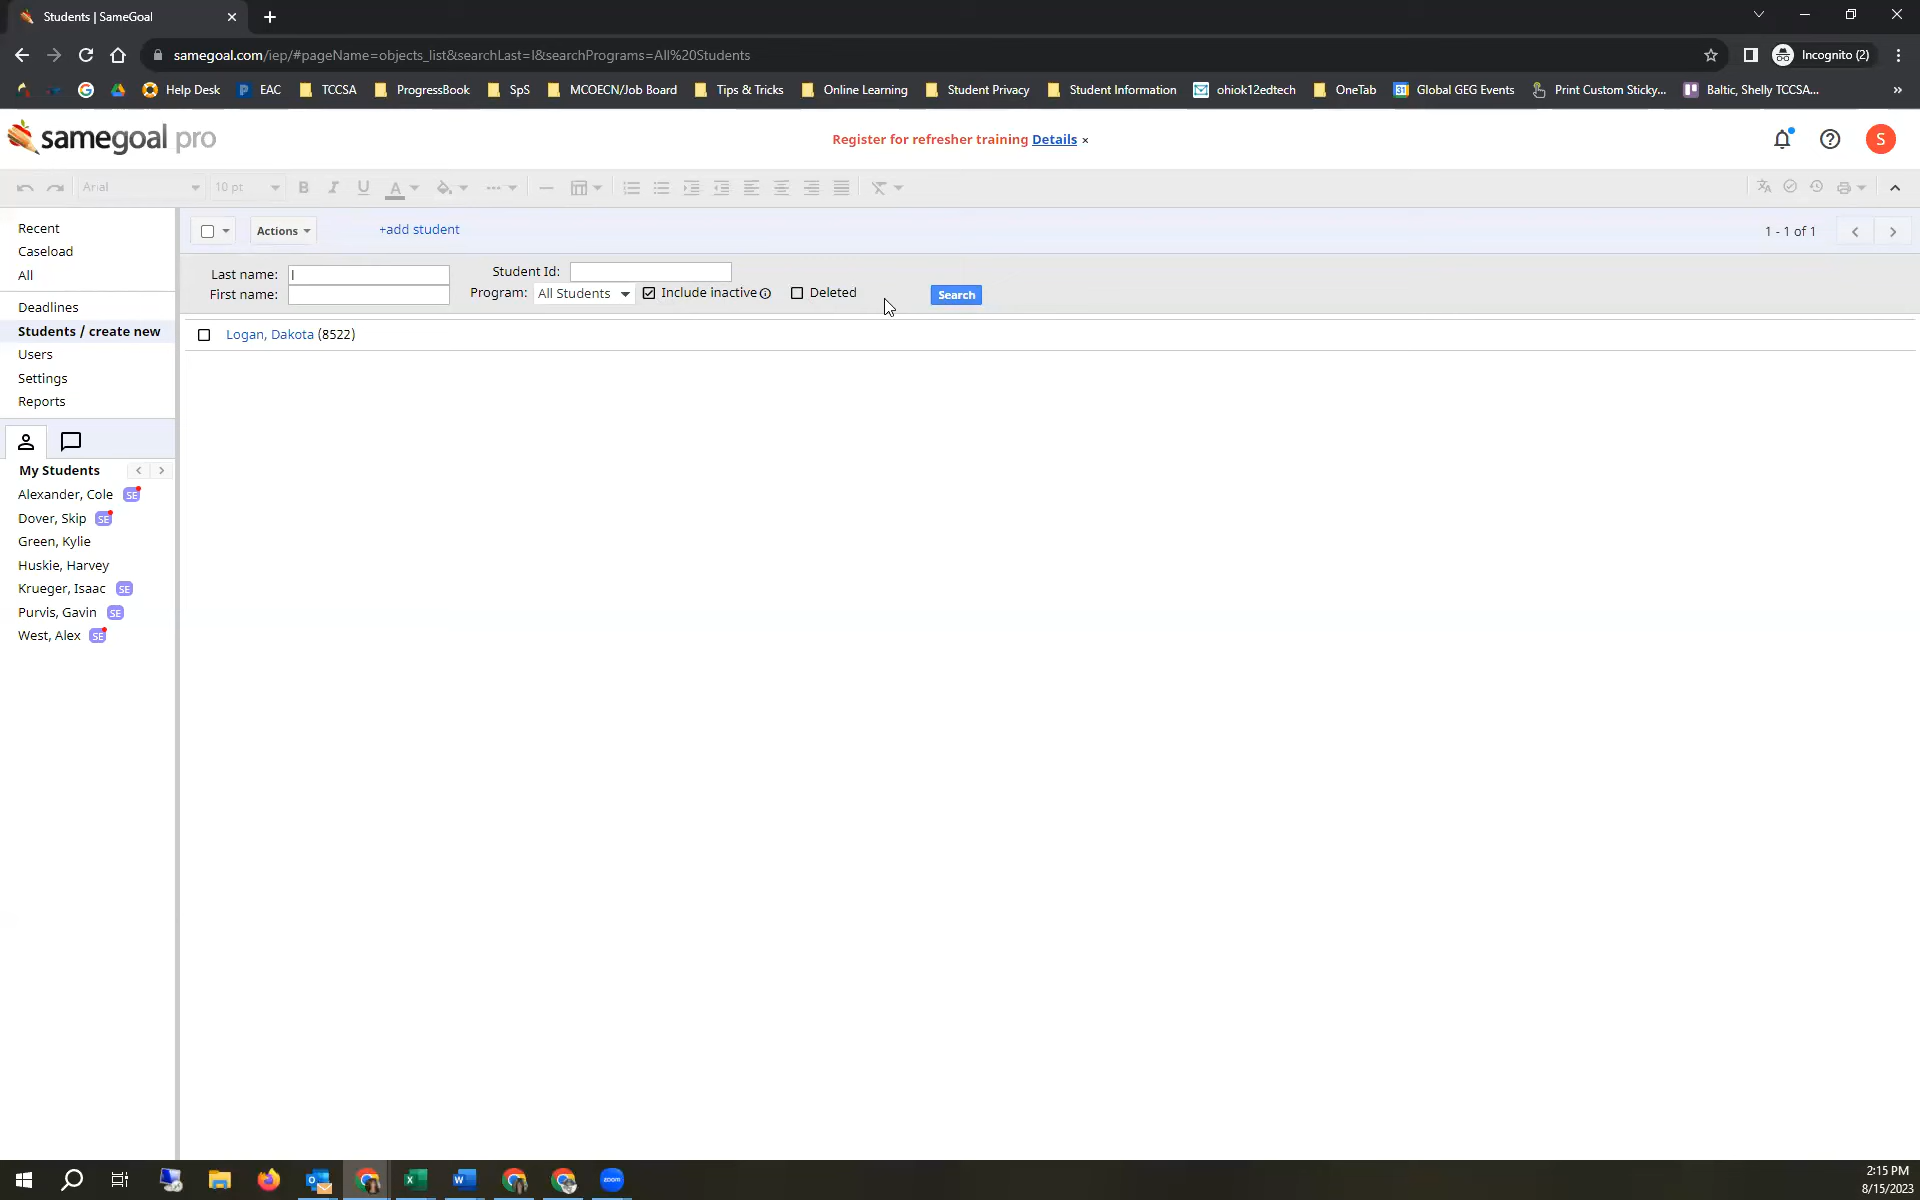 Students | SameGoal
samegoal.com/iep/#pageName=objects_list&searchLast=l&searchPrograms=All%20Students
Incognito (2)
Help Desk EAC TCCSA ProgressBook SpS MCOECN/Job Board Tips & Tricks Online Learning Student Privacy Student Information ohiok12edtech OneTab Global GEG Events Print Custom Sticky... Baltic, Shelly TCCSA... »
samegoal pro
Register for refresher training Details ×
S
Arial 10 pt B I U A
Recent
Caseload
All
Deadlines
Students / create new
Users
Settings
Reports
My Students
Alexander, Cole SE
Dover, Skip SE
Green, Kylie
Huskie, Harvey
Krueger, Isaac SE
Purvis, Gavin SE
West, Alex SE
Actions +add student 1 - 1 of 1
Last name: l Student Id:
First name: Program: All Students Include inactive Deleted Search
Logan, Dakota (8522)
zoom
2:15 PM
8/15/2023